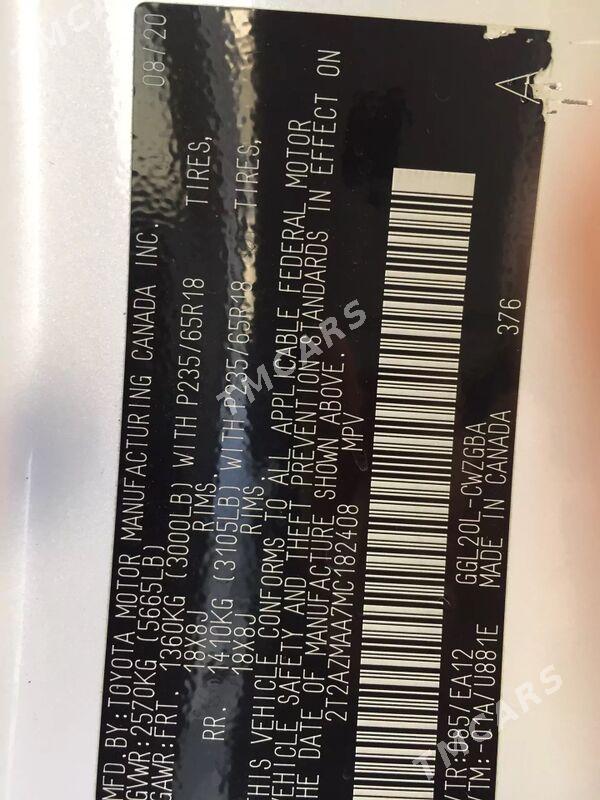 MFD. BY:TOYOTA MOTOR MANUFACTURING CANADA INC. 08/20
GVWR:2570KG (5665LB)
GAWR:FRT. 1360KG (3000LB) WITH P235/65R18 TIRES,
18X8J RIMS
RR. 1410KG (3105LB) WITH P235/65R18 TIRES,
18X8J RIMS
THIS VEHICLE CONFORMS TO ALL APPLICABLE FEDERAL MOTOR
VEHICLE SAFETY AND THEFT PREVENTION STANDARDS IN EFFECT ON
THE DATE OF MANUFACTURE SHOWN ABOVE.
2T2AZMAA7MC182408 MPV
A
/TR:085/EA12 GGL20L-CWZGBA
/TM:-01A/U881E MADE IN CANADA 376
TMCARS
TMCARS
TMCARS